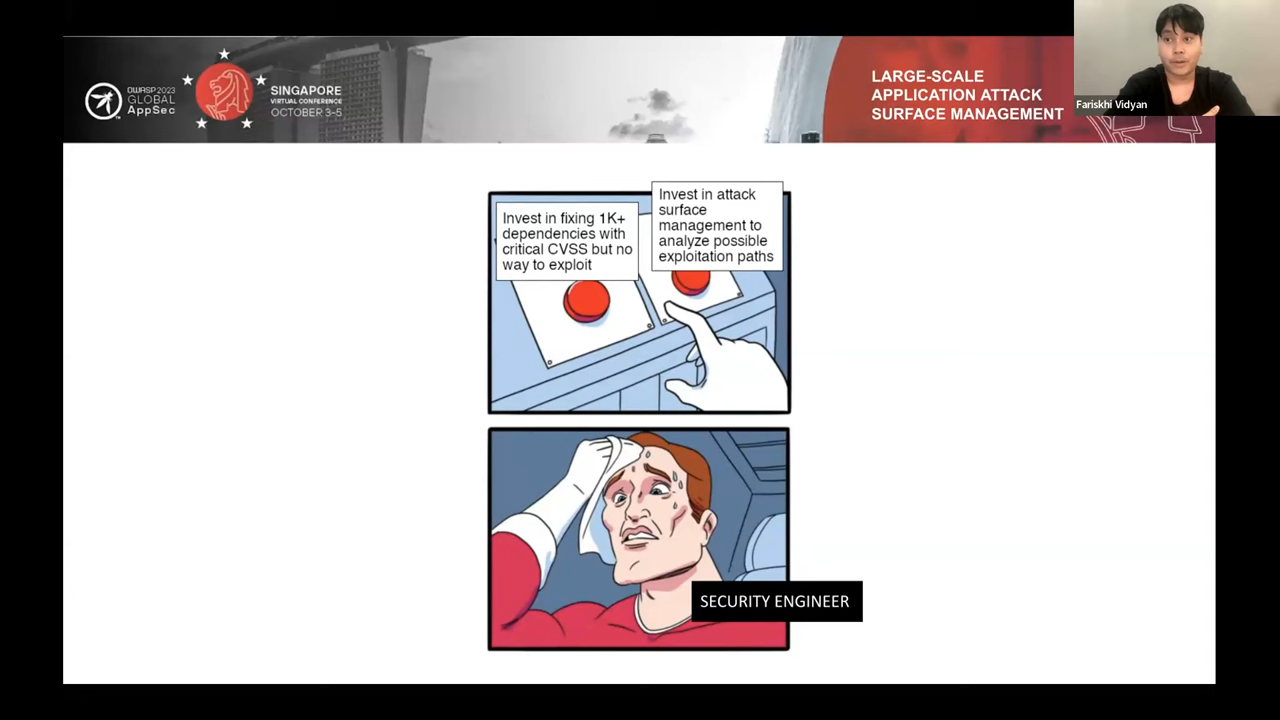 OWASP 2023
GLOBAL
AppSec
SINGAPORE
VIRTUAL CONFERENCE
OCTOBER 3-5
LARGE-SCALE
APPLICATION ATTACK
SURFACE MANAGEMENT
Fariskhi Vidyan
Invest in fixing 1K+
dependencies with
critical CVSS but no
way to exploit
Invest in attack
surface
management to
analyze possible
exploitation paths
SECURITY ENGINEER